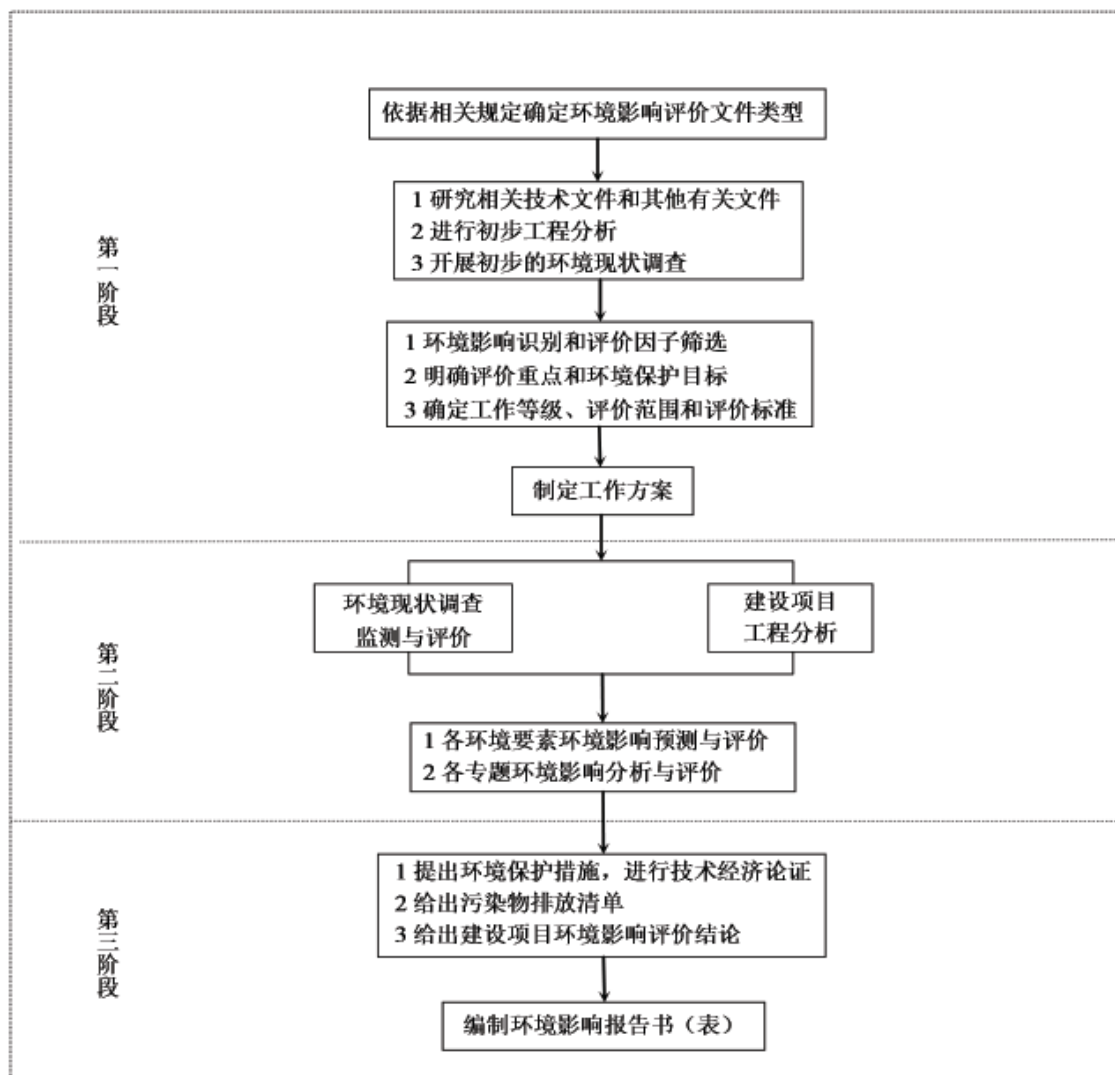 依据相关规定确定环境影响评价文件类型
1 研究相关技术文件和其他有关文件
2 进行初步工程分析
3 开展初步的环境现状调查
第一阶段
1 环境影响识别和评价因子筛选
2 明确评价重点和环境保护目标
3 确定工作等级、评价范围和评价标准
制定工作方案
环境现状调查
监测与评价
建设项目
工程分析
第二阶段
1 各环境要素环境影响预测与评价
2 各专题环境影响分析与评价
1 提出环境保护措施，进行技术经济论证
2 给出污染物排放清单
3 给出建设项目环境影响评价结论
第三阶段
编制环境影响报告书（表）